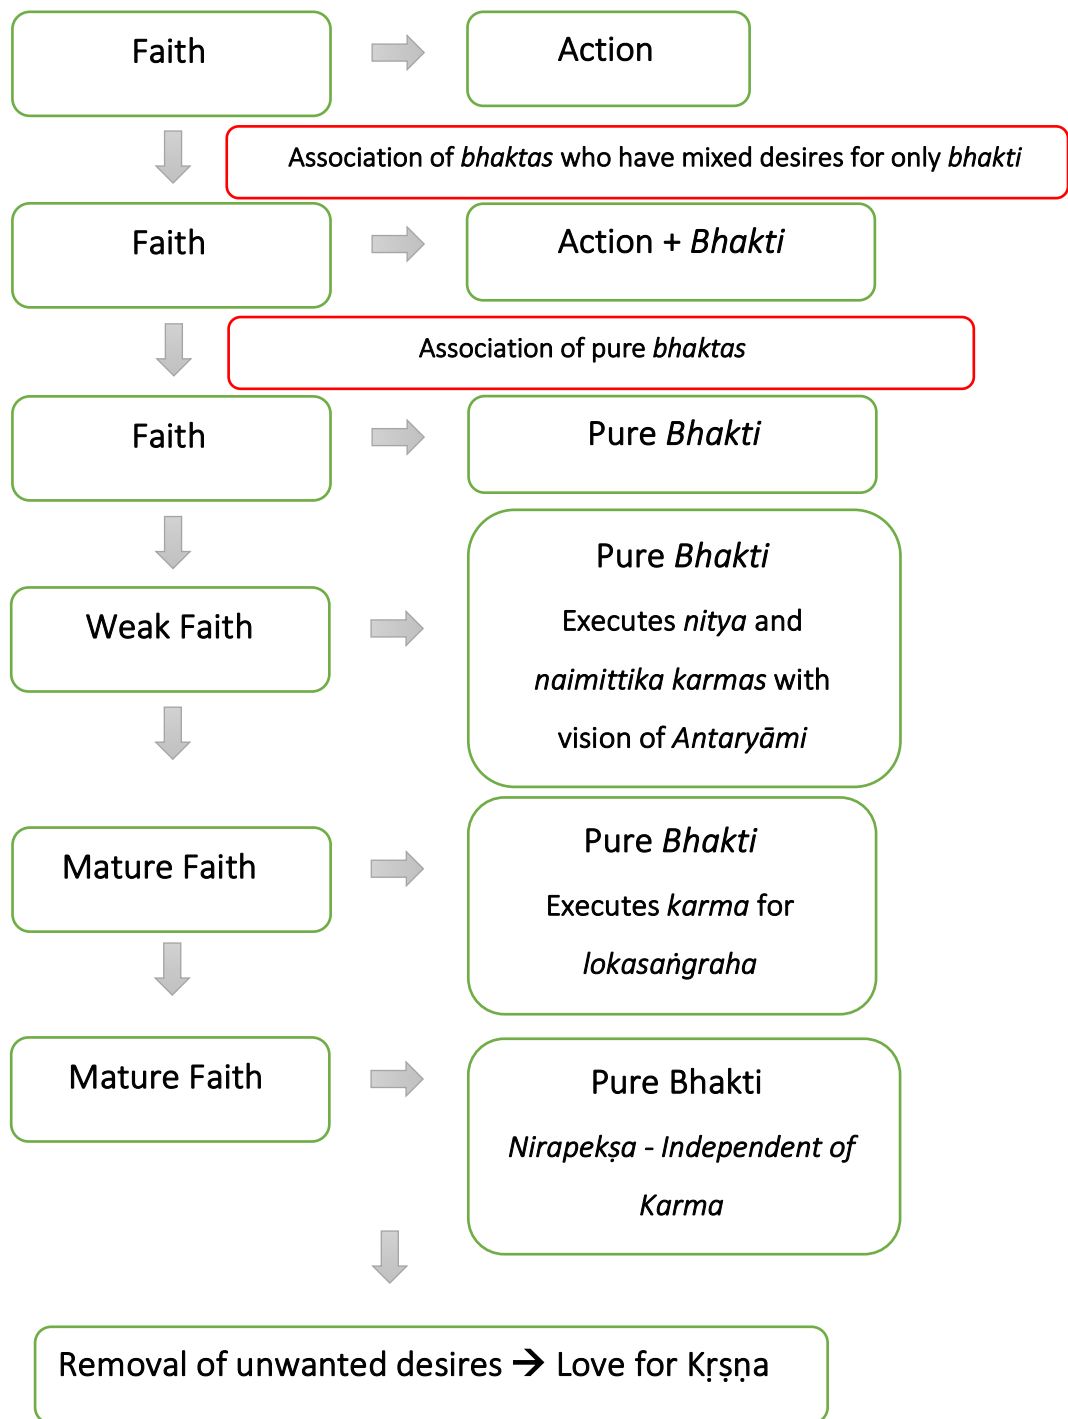 Faith
Action
Association of bhaktas who have mixed desires for only bhakti
Faith
Action + Bhakti
Association of pure bhaktas
Faith
Pure Bhakti
Weak Faith
Pure Bhakti
Executes nitya and
naimittika karmas with
vision of Antaryāmi
Mature Faith
Pure Bhakti
Executes karma for
lokasaṅgraha
Mature Faith
Pure Bhakti
Nirapekṣa - Independent of
Karma
Removal of unwanted desires → Love for Kṛṣṇa